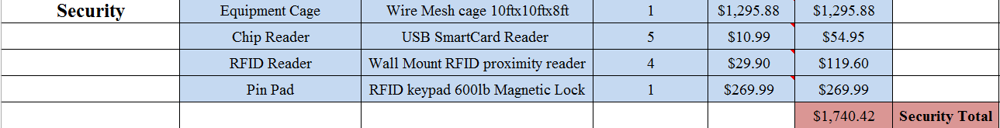 Security Equipment Cage Wire Mesh cage 10ftx10ftx8ft 1 $1,295.88 $1,295.88
Chip Reader USB SmartCard Reader 5 $10.99 $54.95
RFID Reader Wall Mount RFID proximity reader 4 $29.90 $119.60
Pin Pad RFID keypad 600lb Magnetic Lock 1 $269.99 $269.99
$1,740.42 Security Total